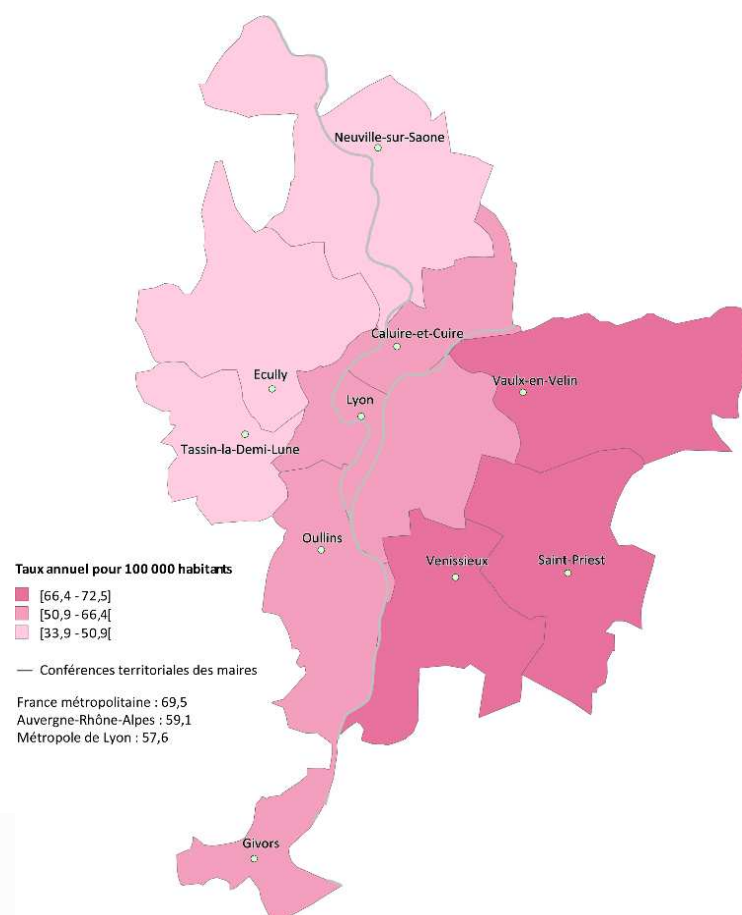 Neuville-sur-Saone
Caluire-et-Cuire
Ecully
Vaulx-en-Velin
Lyon
Tassin-la-Demi-Lune
Oullins
Venissieux
Saint-Priest
Taux annuel pour 100 000 habitants
[66,4 - 72,5]
[50,9 - 66,4[
[33,9 - 50,9[
Conférences territoriales des maires
France métropolitaine : 69,5
Auvergne-Rhône-Alpes : 59,1
Métropole de Lyon : 57,6
Givors